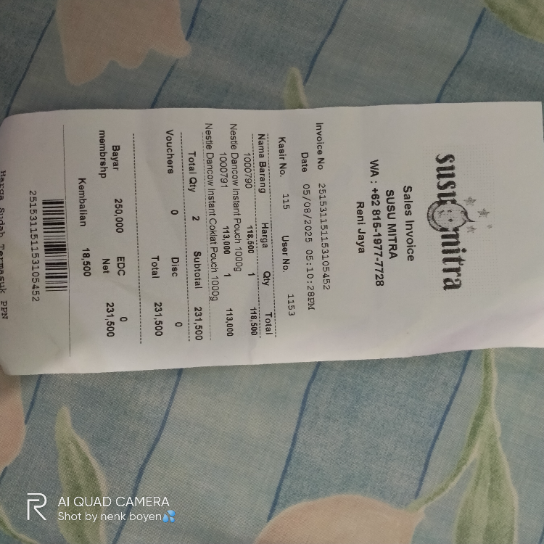 susu mitra
Sales Invoice
SUSU MITRA
WA : +62 815-1977-7728
Reni Jaya
Invoice No 251531151153105452
Date 05/08/2025 05:10:28PM
Kasir No. 115 User No. 1153
Nama Barang Harga Qty Total
1000790 118,500 1 118,500
Nestle Dancow Instant Pouch 1000g
1000791 113,000 1 113,000
Nestle Dancow Instant Coklat Pouch 1000g
Total Qty 2 Subtotal 231,500
Vouchers 0 Disc 0
Total 231,500
Bayar 250,000 EDC 0
membrshp Net 231,500
Kembalian 18,500
251531151153105452
Harga Sudah Termasuk PPN
R AI QUAD CAMERA
Shot by nenk boyen💦